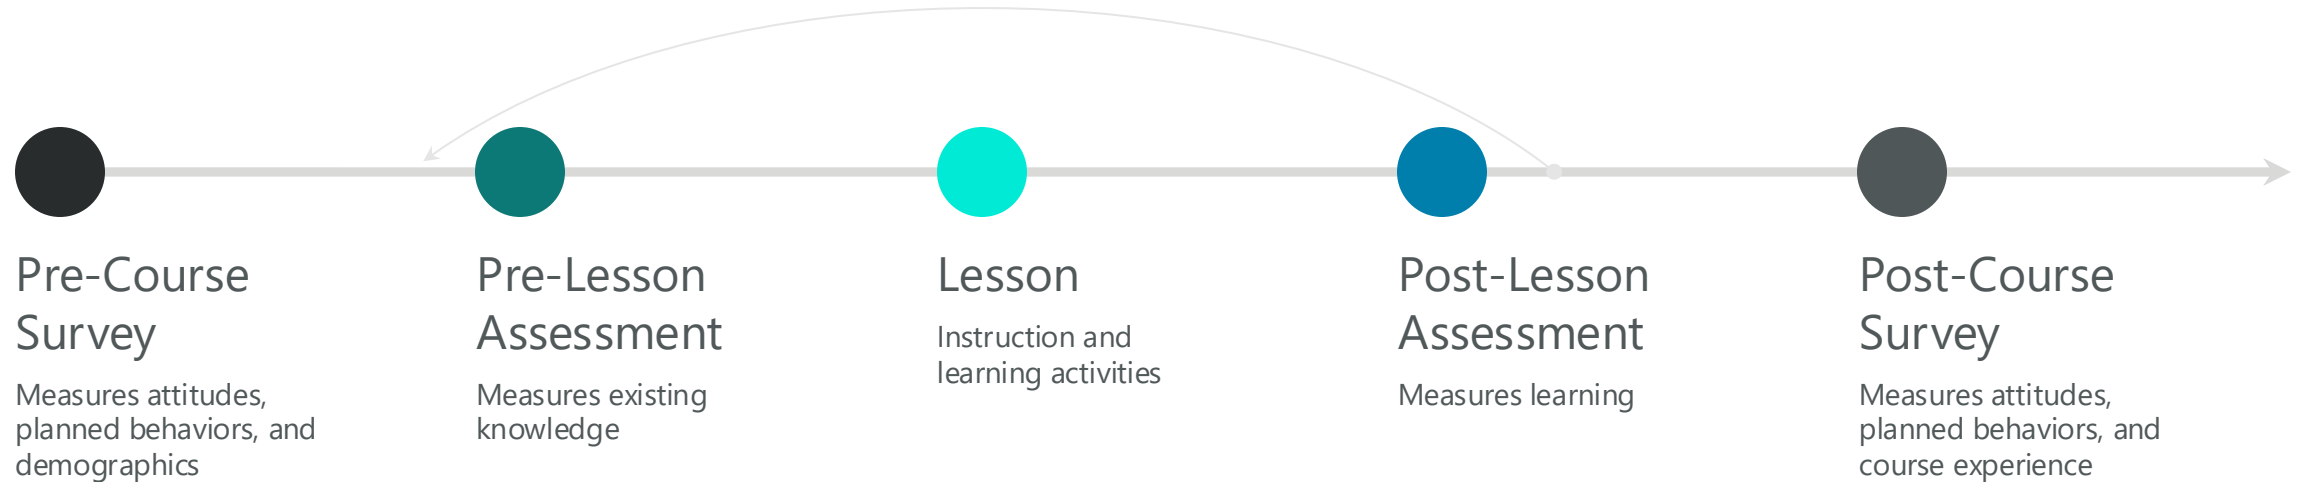 Pre-Course
Survey
Measures attitudes,
planned behaviors, and
demographics
Pre-Lesson
Assessment
Measures existing
knowledge
Lesson
Instruction and
learning activities
Post-Lesson
Assessment
Measures learning
Post-Course
Survey
Measures attitudes,
planned behaviors, and
course experience